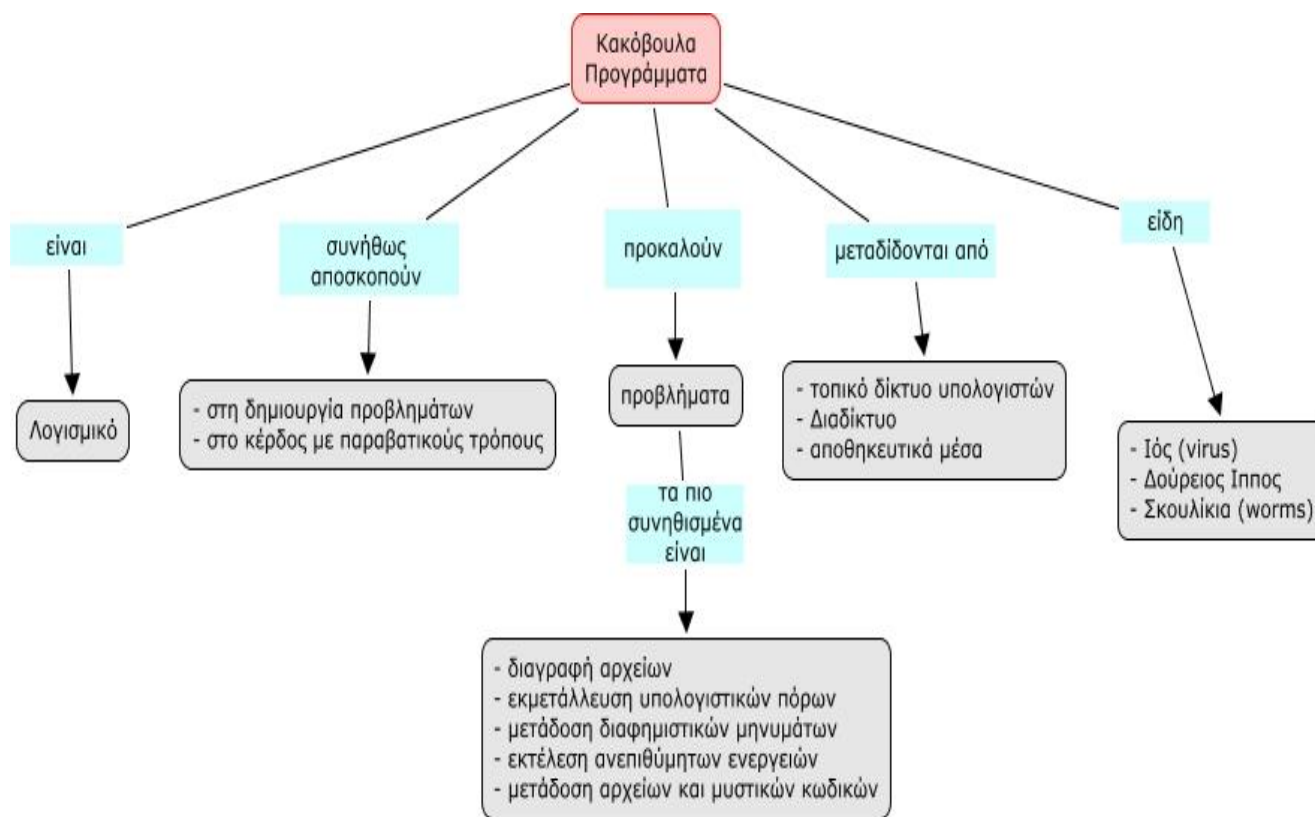 Κακόβουλα
Προγράμματα
είναι
συνήθως
αποσκοπούν
προκαλούν
μεταδίδονται από
είδη
Λογισμικό
- στη δημιουργία προβλημάτων
- στο κέρδος με παραβατικούς τρόπους
προβλήματα
- τοπικό δίκτυο υπολογιστών
- Διαδίκτυο
- αποθηκευτικά μέσα
- Ιός (virus)
- Δούρειος Ιππος
- Σκουλίκια (worms)
τα πιο
συνηθισμένα
είναι
- διαγραφή αρχείων
- εκμετάλλευση υπολογιστικών πόρων
- μετάδοση διαφημιστικών μηνυμάτων
- εκτέλεση ανεπιθύμητων ενεργειών
- μετάδοση αρχείων και μυστικών κωδικών